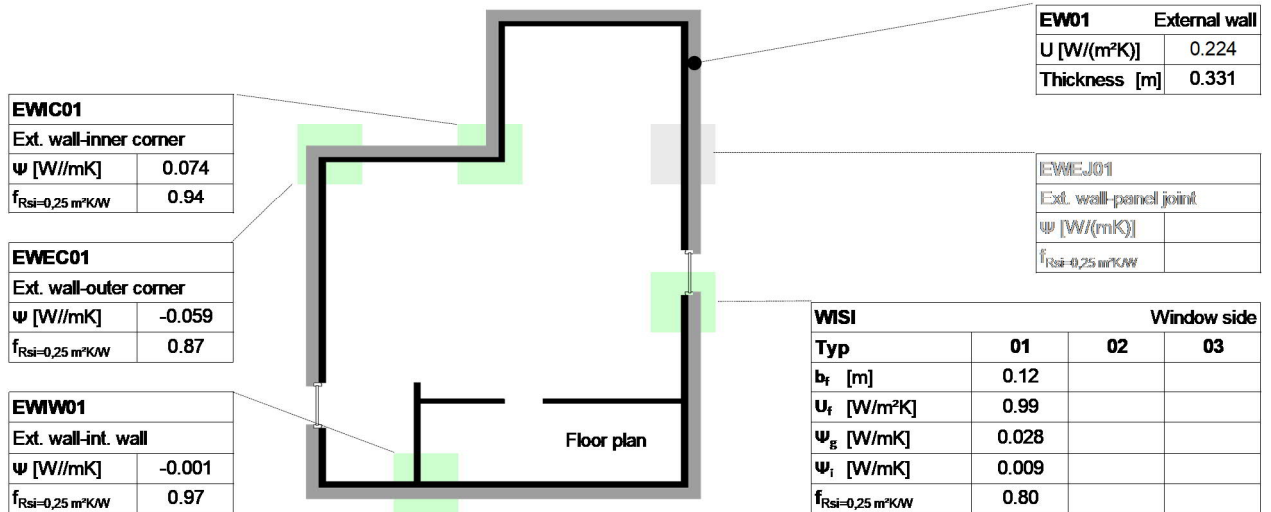 EW01 External wall
U [W/(m²K)] 0.224
Thickness [m] 0.331
EWIC01
Ext. wall-inner corner
Ψ [W//mK] 0.074
fRsi=0,25 m²K/W 0.94
EWEJ01
Ext. wall-panel joint
Ψ [W/(mK)]
fRsi=0,25 m²K/W
EWEC01
Ext. wall-outer corner
Ψ [W//mK] -0.059
fRsi=0,25 m²K/W 0.87
WISI Window side
Typ 01 02 03
bf [m] 0.12
Uf [W/m²K] 0.99
Ψg [W/mK] 0.028
Ψi [W/mK] 0.009
fRsi=0,25 m²K/W 0.80
EWIW01
Ext. wall-int. wall
Ψ [W//mK] -0.001
fRsi=0,25 m²K/W 0.97
Floor plan